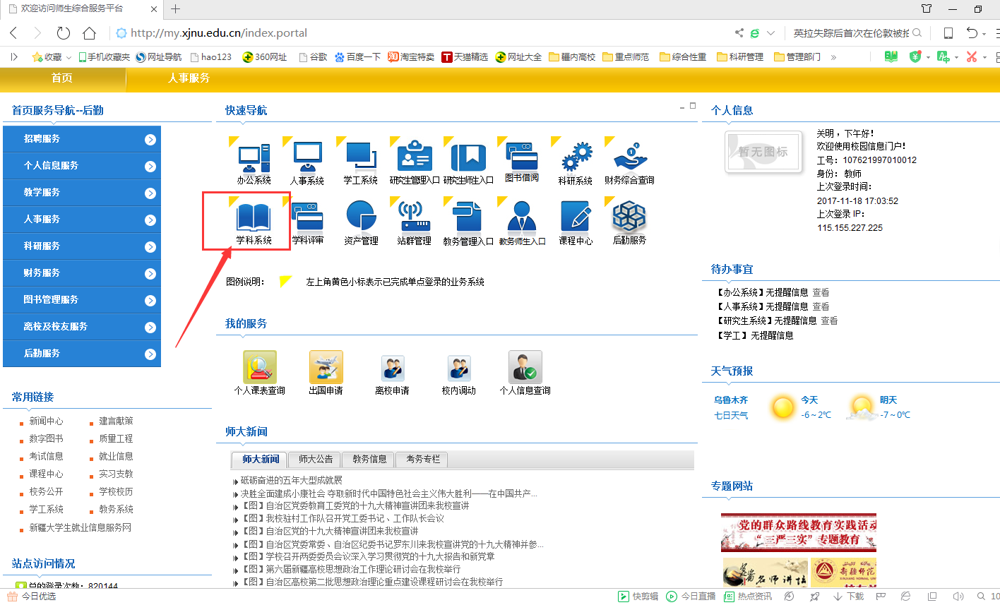 欢迎访问师生综合服务平台
http://my.xjnu.edu.cn/index.portal
英拉失踪后首次在伦敦被拍
收藏 手机收藏夹 网址导航 hao123 360网址 谷歌 百度一下 淘宝特卖 天猫精选 网址大全 疆内高校 重点师范 综合性重 科研管理 管理部门 »
首页 人事服务
首页服务导航--后勤
招聘服务
个人信息服务
教学服务
人事服务
科研服务
财务服务
图书管理服务
离校及校友服务
后勤服务
常用链接
新闻中心 建言献策
数字图书 质量工程
考试信息 就业信息
课程中心 实习支教
校务公开 学校校历
学工系统 教务系统
新疆大学生就业信息服务网
站点访问情况
总的登录次数：820144
快速导航
办公系统 人事系统 学工系统 研究生管理入口 研究生师生入口 图书借阅 科研系统 财务综合查询
学科系统 学科评审 资产管理 站群管理 教务管理入口 教务师生入口 课程中心 后勤服务
图例说明： 左上角黄色小标表示已完成单点登录的业务系统
我的服务
个人课表查询 出国申请 离校申请 校内调动 个人信息查询
师大新闻
师大新闻 师大公告 教务信息 考务专栏
砥砺奋进的五年大型成就展
决胜全面建成小康社会 夺取新时代中国特色社会主义伟大胜利——在中国共产...
【图】自治区党委教育工委党的十九大精神宣讲团来我校宣讲
【图】我校驻村工作队召开党工委书记、工作队长会议
【图】自治区党的十九大精神宣讲团来我校宣讲
【图】自治区党委常委、自治区纪委书记罗东川来我校宣讲党的十九大精神并参...
【图】学校召开两委委员会议深入学习贯彻党的十九大报告和新党章
【图】第六届新疆高校思想政治工作理论研讨会在我校举行
【图】自治区高校第二批思想政治理论重点建设课程研讨会在我校举行
个人信息
暂无图标
关明，下午好！
欢迎使用校园信息门户！
工号：107621997010012
身份： 教师
上次登录时间：
2017-11-18 17:03:52
上次登录 IP：
115.155.227.225
待办事宜
【办公系统】无提醒信息 查看
【人事系统】无提醒信息 查看
【研究生系统】无提醒信息 查看
【学工】 无提醒信息
天气预报
乌鲁木齐 今天 明天
七日天气 -6～2℃ -7～0℃
专题网站
党的群众路线教育实践活动
“三严三实”专题教育
名师讲坛
新疆师范
今日优选
快剪辑 今日直播 热点资讯 下载 10